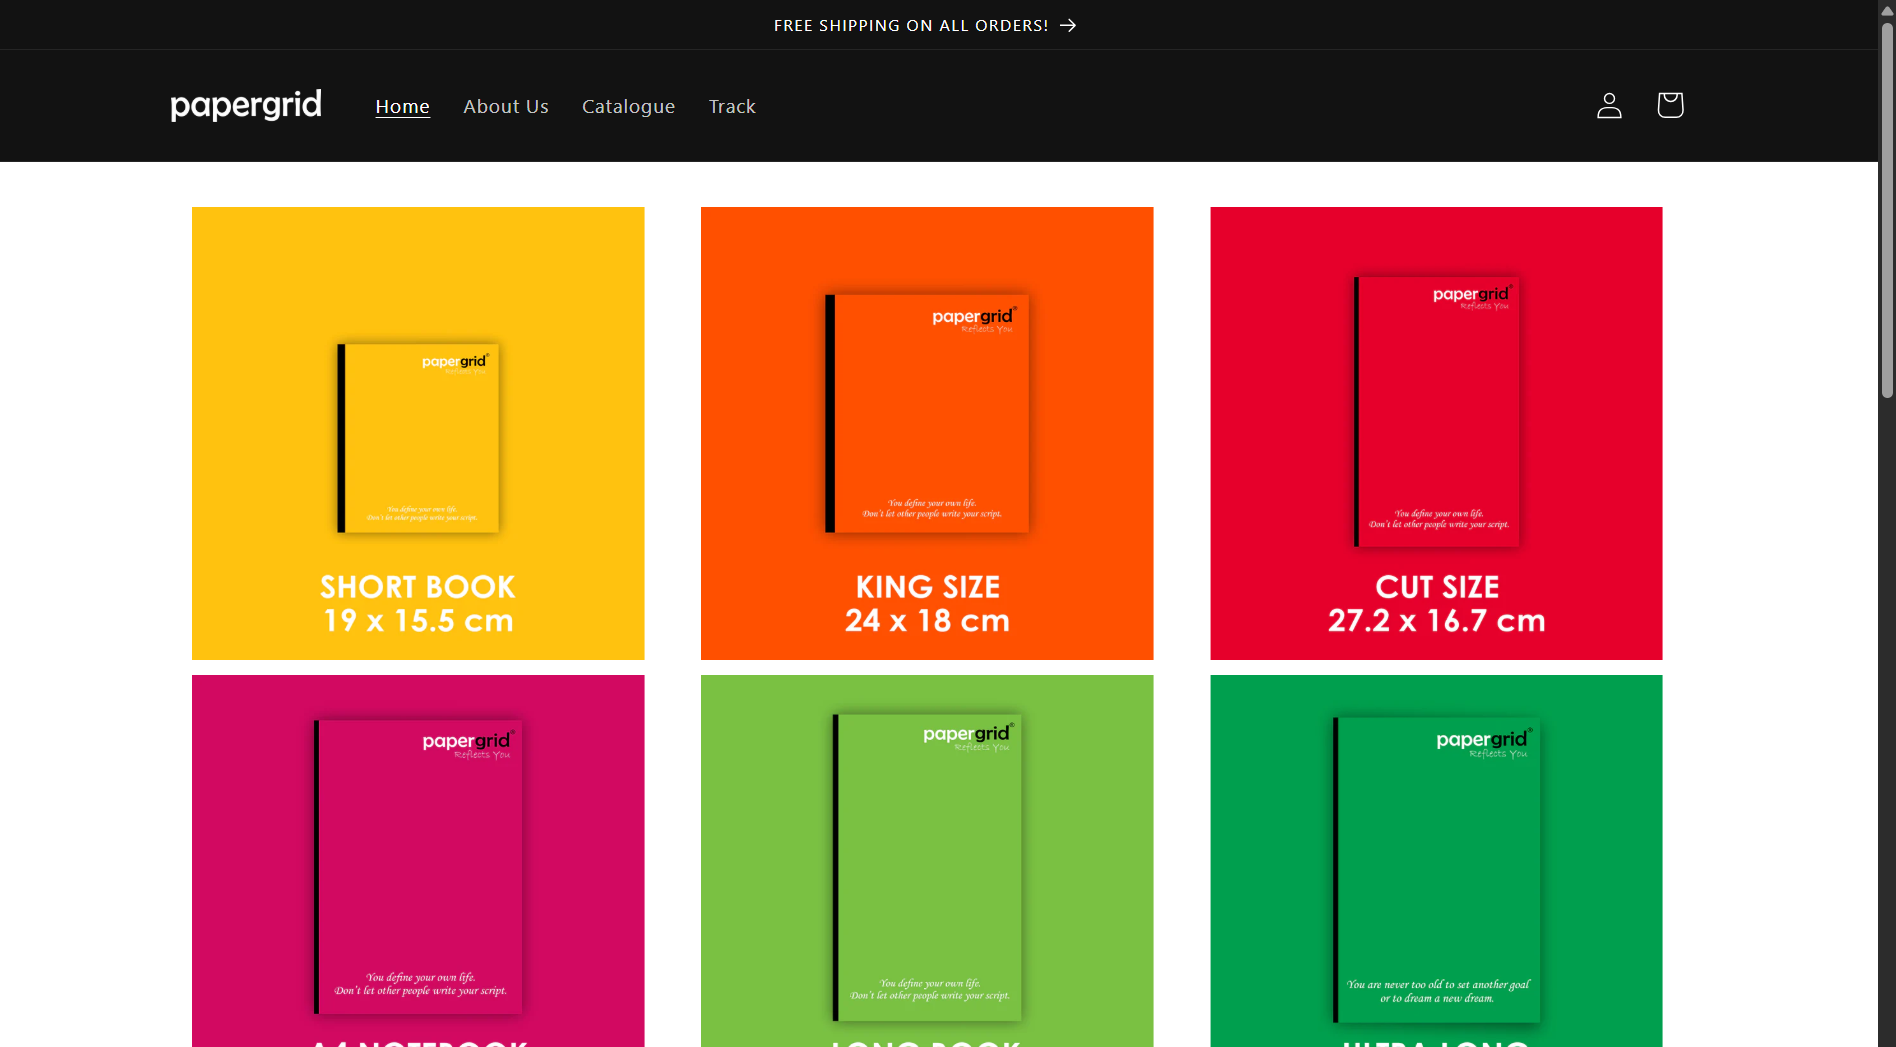 FREE SHIPPING ON ALL ORDERS!
papergrid
Home
About Us
Catalogue
Track
papergrid®
Reflects You
You define your own life.
Don't let other people write your script.
SHORT BOOK
19 x 15.5 cm
papergrid®
Reflects You
You define your own life.
Don't let other people write your script.
KING SIZE
24 x 18 cm
papergrid®
Reflects You
You define your own life.
Don't let other people write your script.
CUT SIZE
27.2 x 16.7 cm
papergrid®
Reflects You
You define your own life.
Don't let other people write your script.
A4 NOTEBOOK
papergrid®
Reflects You
You define your own life.
Don't let other people write your script.
LONG BOOK
papergrid®
Reflects You
You are never too old to set another goal
or to dream a new dream.
ULTRA LONG